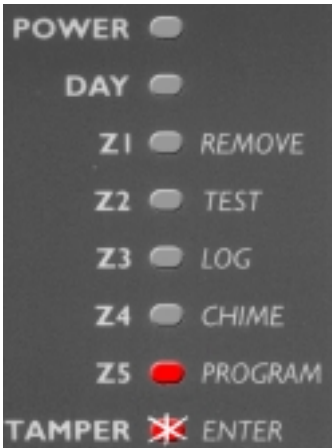 POWER
DAY
Z1 REMOVE
Z2 TEST
Z3 LOG
Z4 CHIME
Z5 PROGRAM
TAMPER ENTER